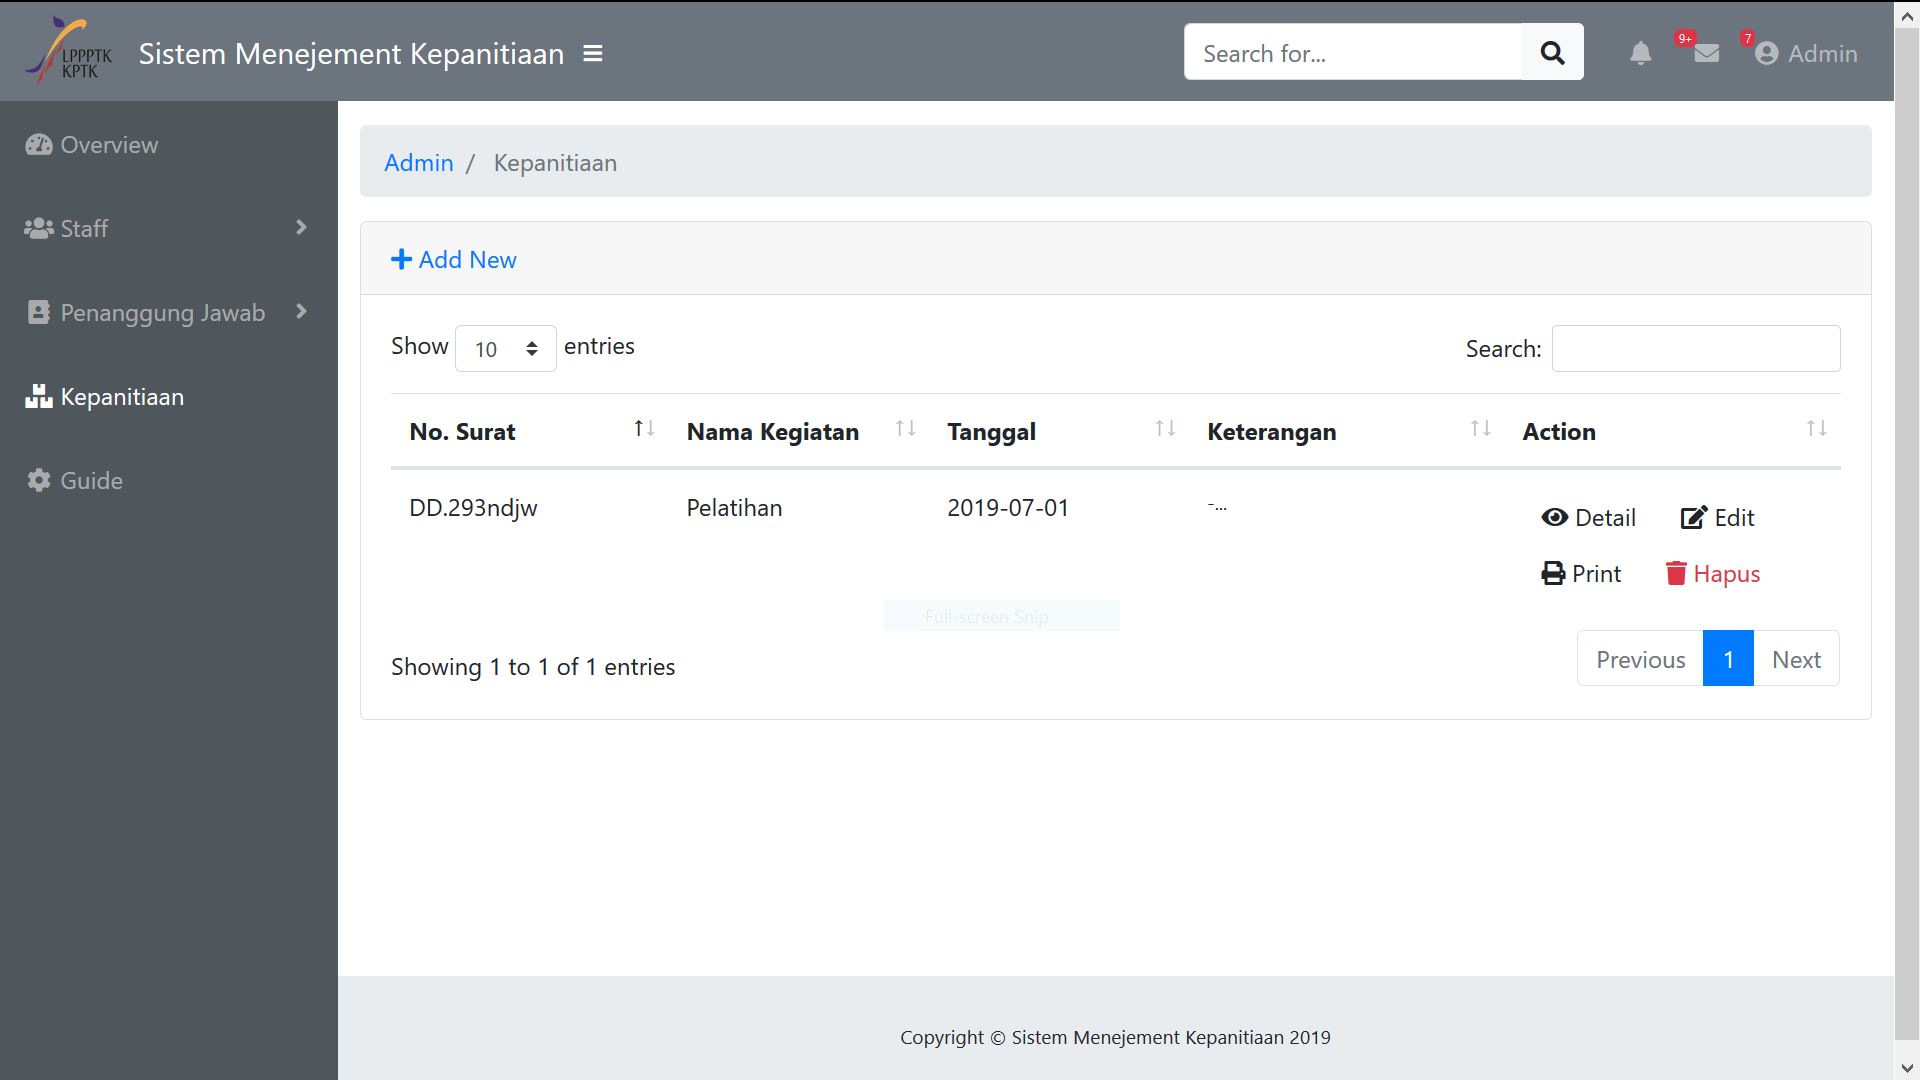 LPPPTK
KPTK
Sistem Menejement Kepanitiaan
Search for...
9+
7
Admin
Overview
Staff
Penanggung Jawab
Kepanitiaan
Guide
Admin / Kepanitiaan
Add New
Show 10 entries
Search:
No. Surat Nama Kegiatan Tanggal Keterangan Action
DD.293ndjw Pelatihan 2019-07-01 -... Detail Edit
Print Hapus
Full-screen Snip
Showing 1 to 1 of 1 entries
Previous 1 Next
Copyright © Sistem Menejement Kepanitiaan 2019